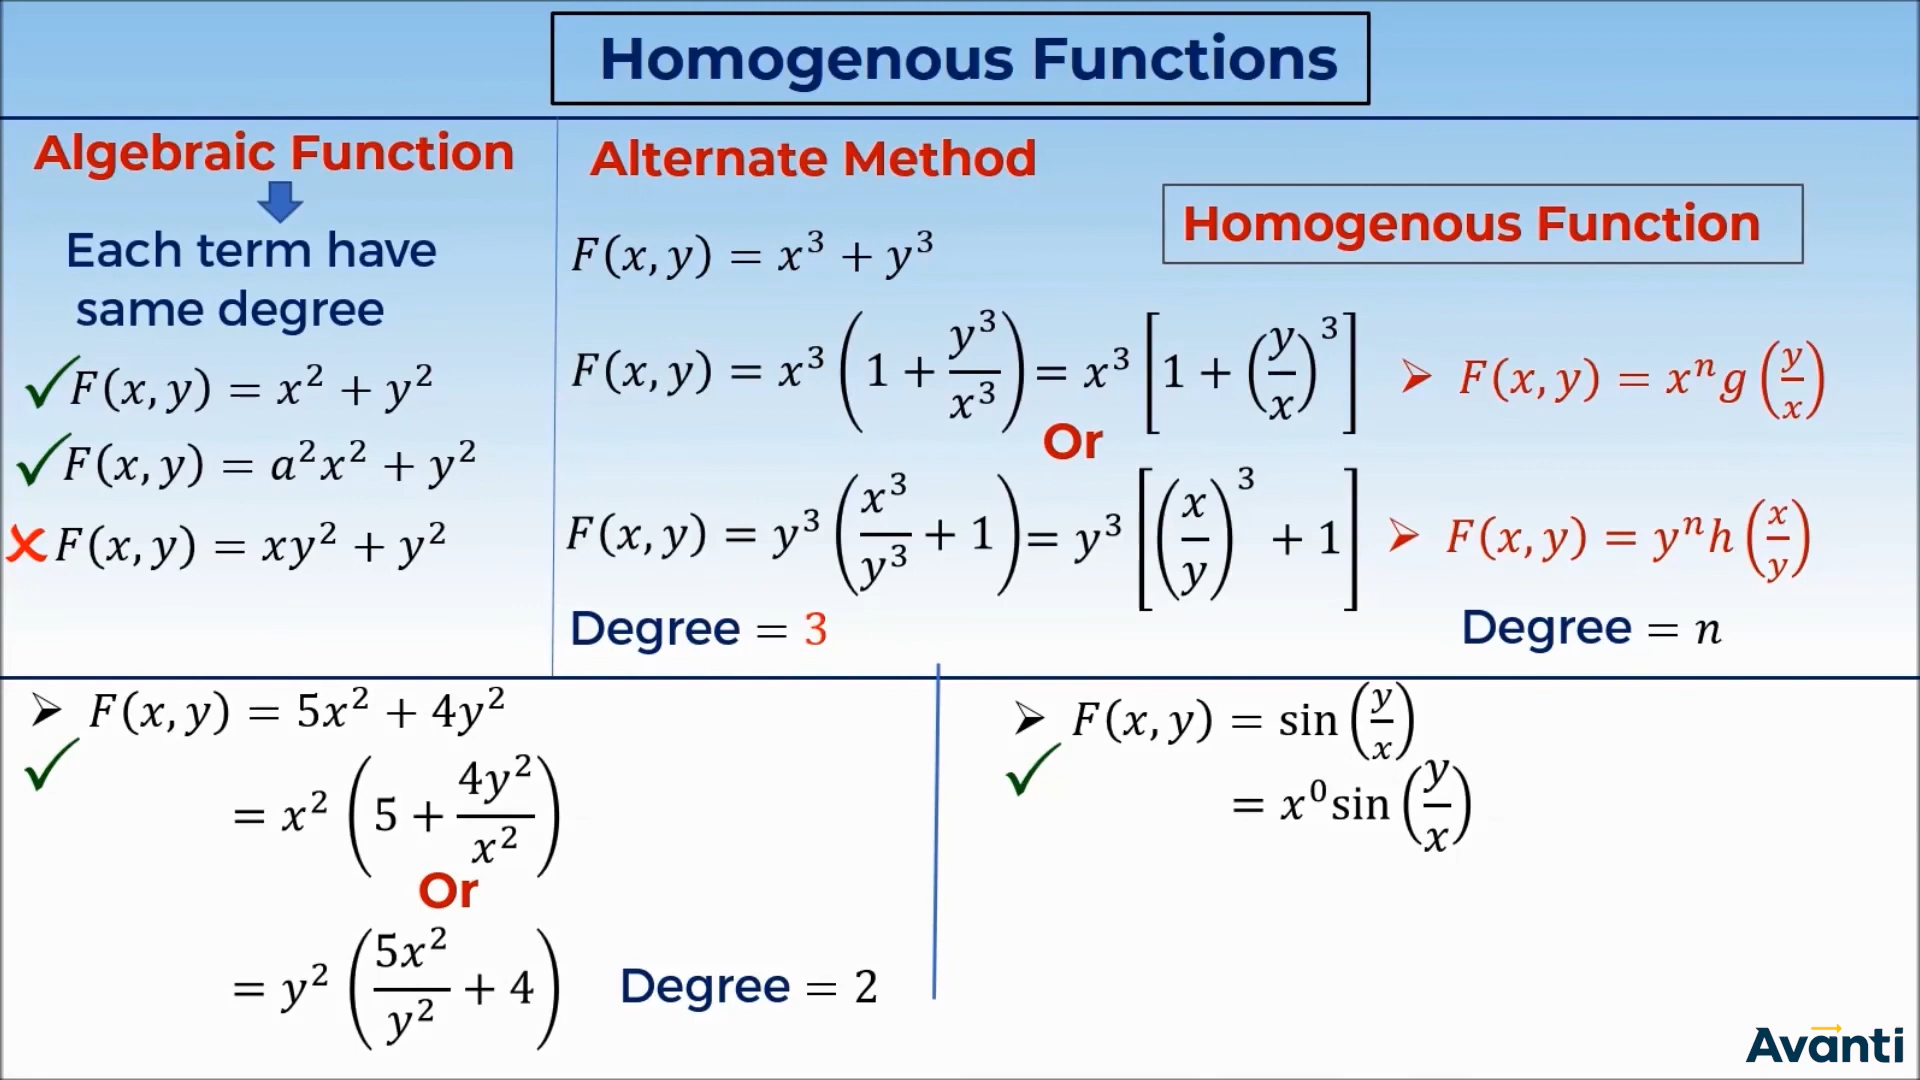 Homogenous Functions
Algebraic Function
Each term have
same degree
✓ F(x, y) = x² + y²
✓ F(x, y) = a²x² + y²
✗ F(x, y) = xy² + y²
Alternate Method
Homogenous Function
F(x, y) = x³ + y³
F(x, y) = x³ (1 + y³/x³) = x³ [1 + (y/x)³]
➢ F(x, y) = xⁿg (y/x)
Or
F(x, y) = y³ (x³/y³ + 1) = y³ [(x/y)³ + 1]
➢ F(x, y) = yⁿh (x/y)
Degree = 3
Degree = n
➢ F(x, y) = 5x² + 4y²
✓
= x² (5 + 4y²/x²)
Or
= y² (5x²/y² + 4)
Degree = 2
➢ F(x, y) = sin (y/x)
✓
= x⁰sin (y/x)
Avanti